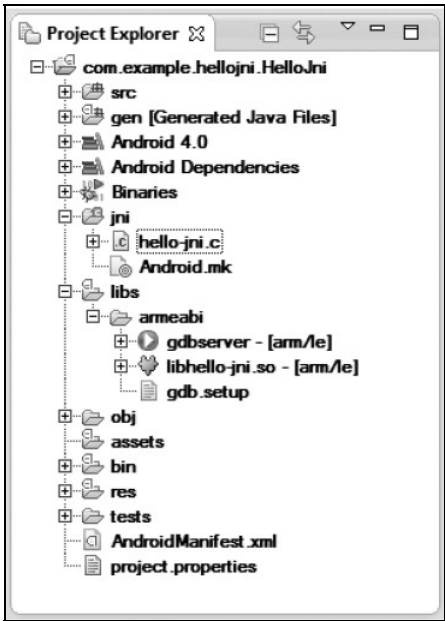 Project Explorer
com.example.hellojni.HelloJni
src
gen [Generated Java Files]
Android 4.0
Android Dependencies
Binaries
jni
hello-jni.c
Android.mk
libs
armeabi
gdbserver - [arm/le]
libhello-jni.so - [arm/le]
gdb.setup
obj
assets
bin
res
tests
AndroidManifest.xml
project.properties